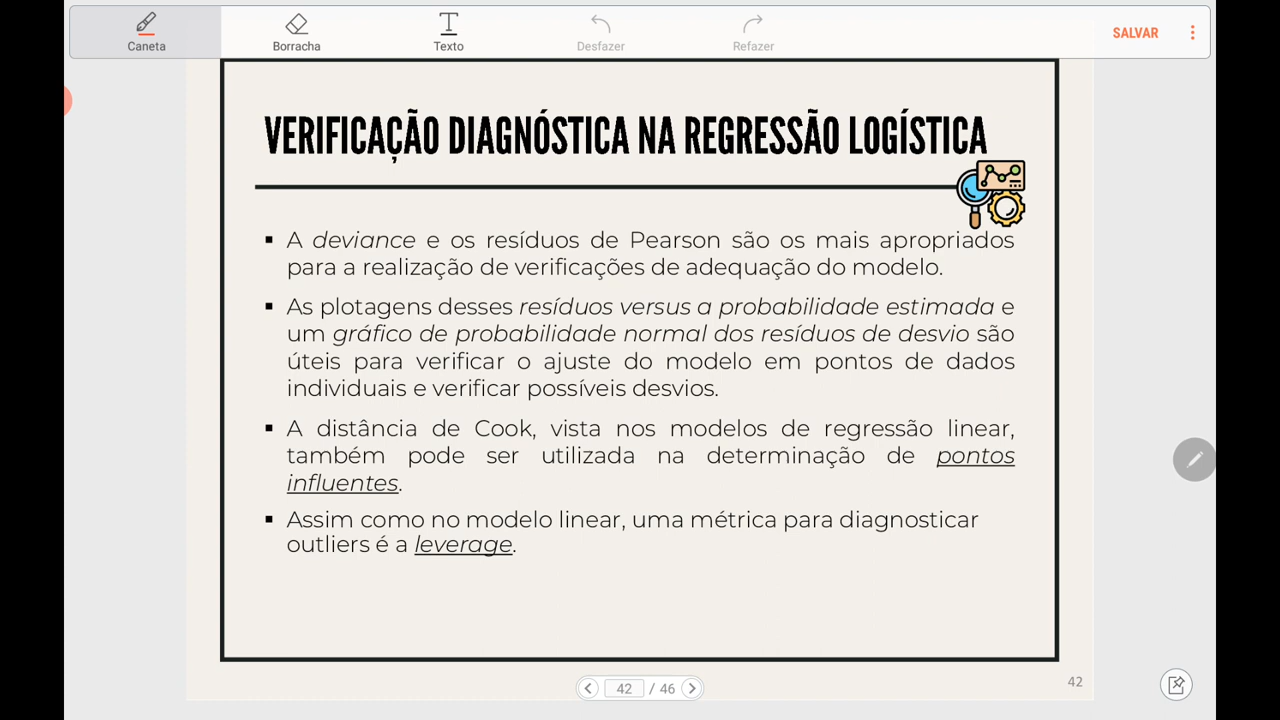 Caneta
Borracha
Texto
Desfazer
Refazer
SALVAR
VERIFICAÇÃO DIAGNÓSTICA NA REGRESSÃO LOGÍSTICA
▪ A deviance e os resíduos de Pearson são os mais apropriados
para a realização de verificações de adequação do modelo.
▪ As plotagens desses resíduos versus a probabilidade estimada e
um gráfico de probabilidade normal dos resíduos de desvio são
úteis para verificar o ajuste do modelo em pontos de dados
individuais e verificar possíveis desvios.
▪ A distância de Cook, vista nos modelos de regressão linear,
também pode ser utilizada na determinação de pontos
influentes.
▪ Assim como no modelo linear, uma métrica para diagnosticar
outliers é a leverage.
42
42 / 46